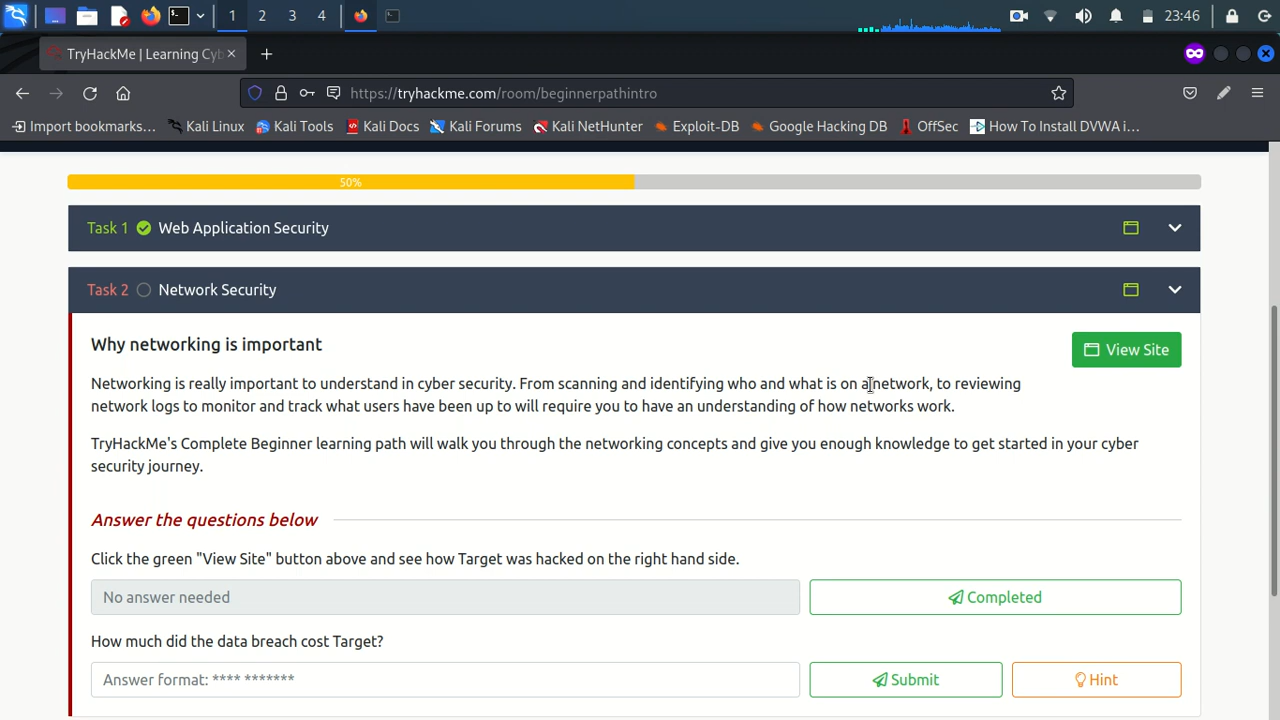 1 2 3 4 23:46
TryHackMe | Learning Cyb
https://tryhackme.com/room/beginnerpathintro
Import bookmarks... Kali Linux Kali Tools Kali Docs Kali Forums Kali NetHunter Exploit-DB Google Hacking DB OffSec How To Install DVWA i...
50%
Task 1 Web Application Security
Task 2 Network Security
Why networking is important
View Site
Networking is really important to understand in cyber security. From scanning and identifying who and what is on a network, to reviewing
network logs to monitor and track what users have been up to will require you to have an understanding of how networks work.
TryHackMe's Complete Beginner learning path will walk you through the networking concepts and give you enough knowledge to get started in your cyber
security journey.
Answer the questions below
Click the green "View Site" button above and see how Target was hacked on the right hand side.
No answer needed Completed
How much did the data breach cost Target?
Answer format: **** ******* Submit Hint